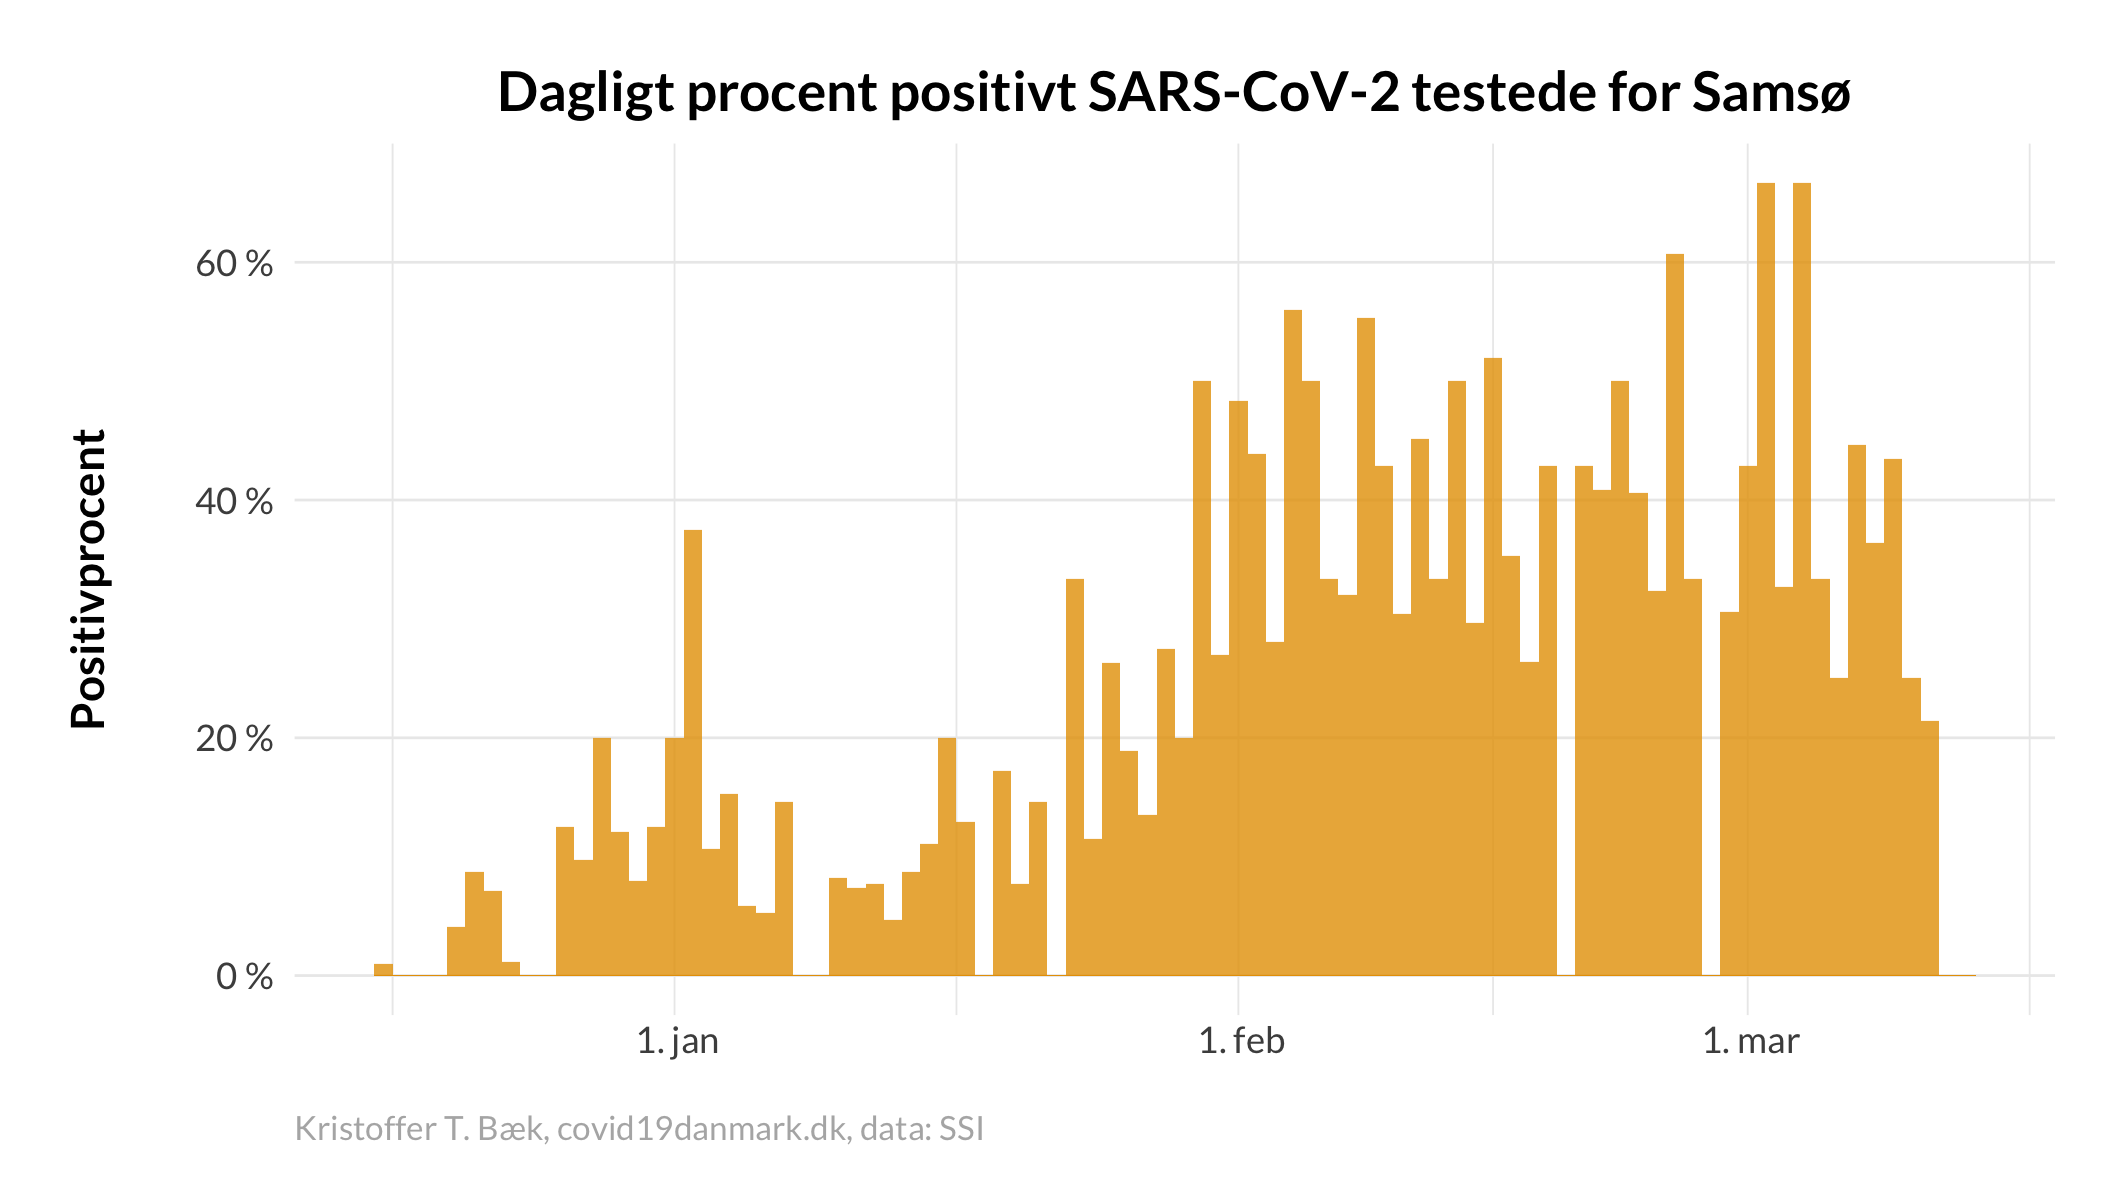 Dagligt procent positivt SARS-CoV-2 testede for Samsø
Positivprocent
60 %
40 %
20 %
0 %
1. jan
1. feb
1. mar
Kristoffer T. Bæk, covid19danmark.dk, data: SSI